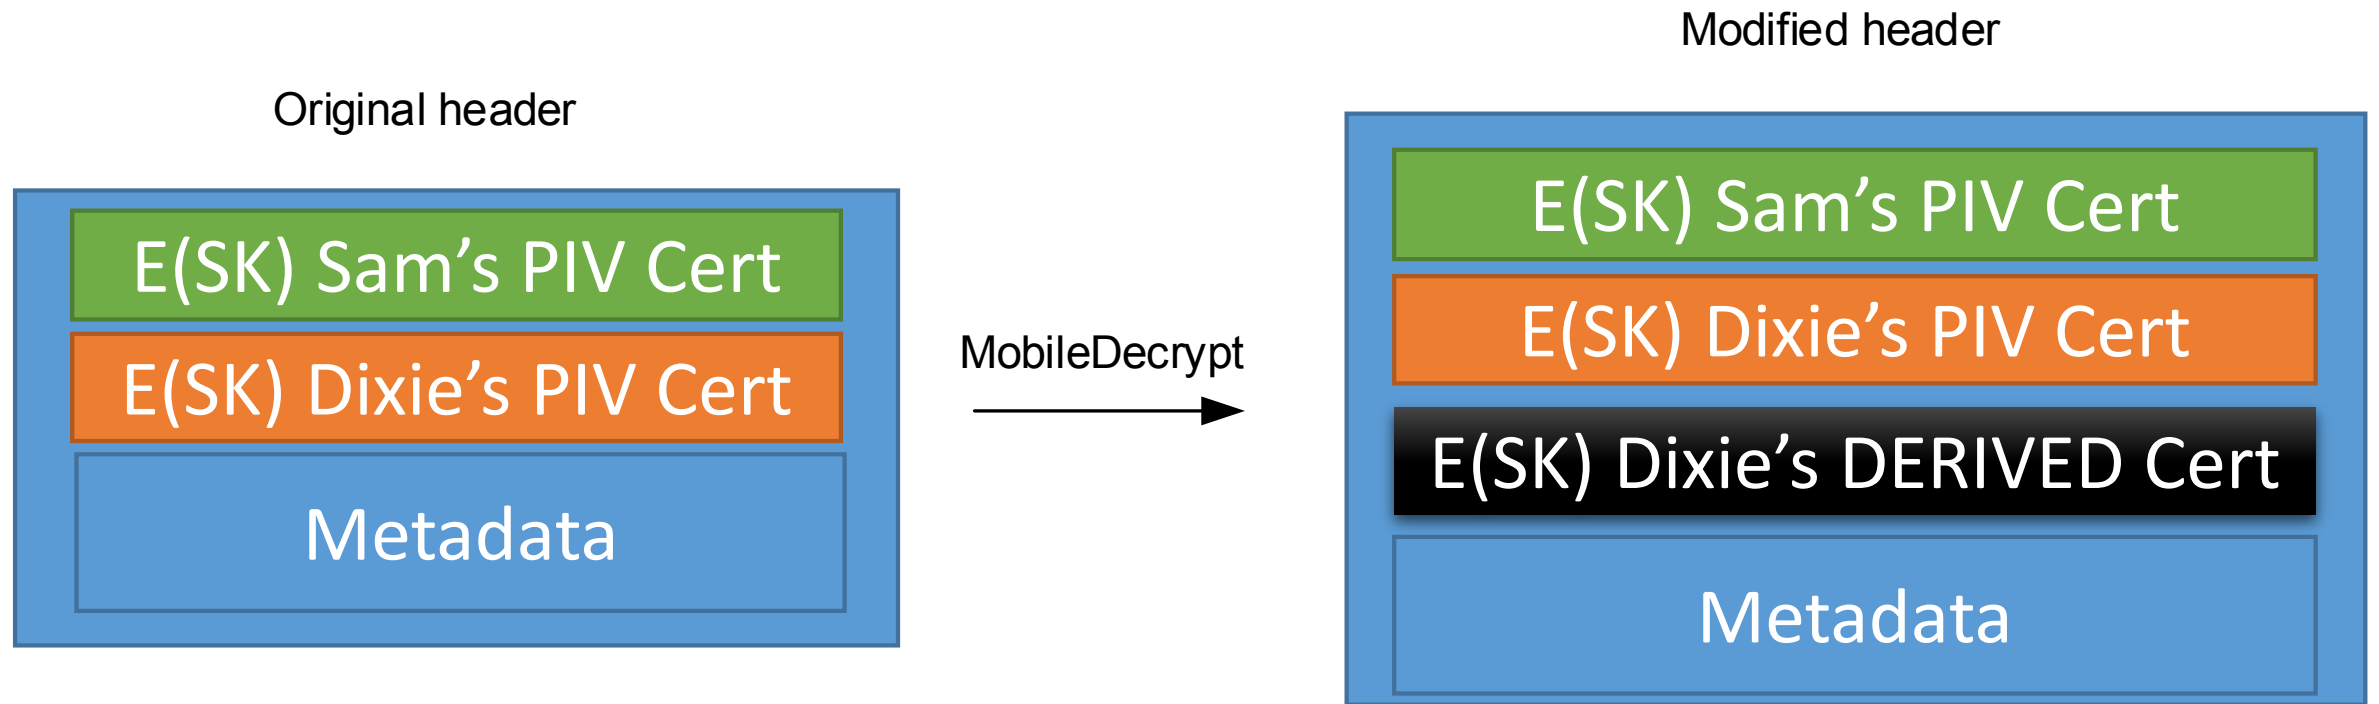 Original header
E(SK) Sam’s PIV Cert
E(SK) Dixie’s PIV Cert
Metadata
MobileDecrypt
Modified header
E(SK) Sam’s PIV Cert
E(SK) Dixie’s PIV Cert
E(SK) Dixie’s DERIVED Cert
Metadata